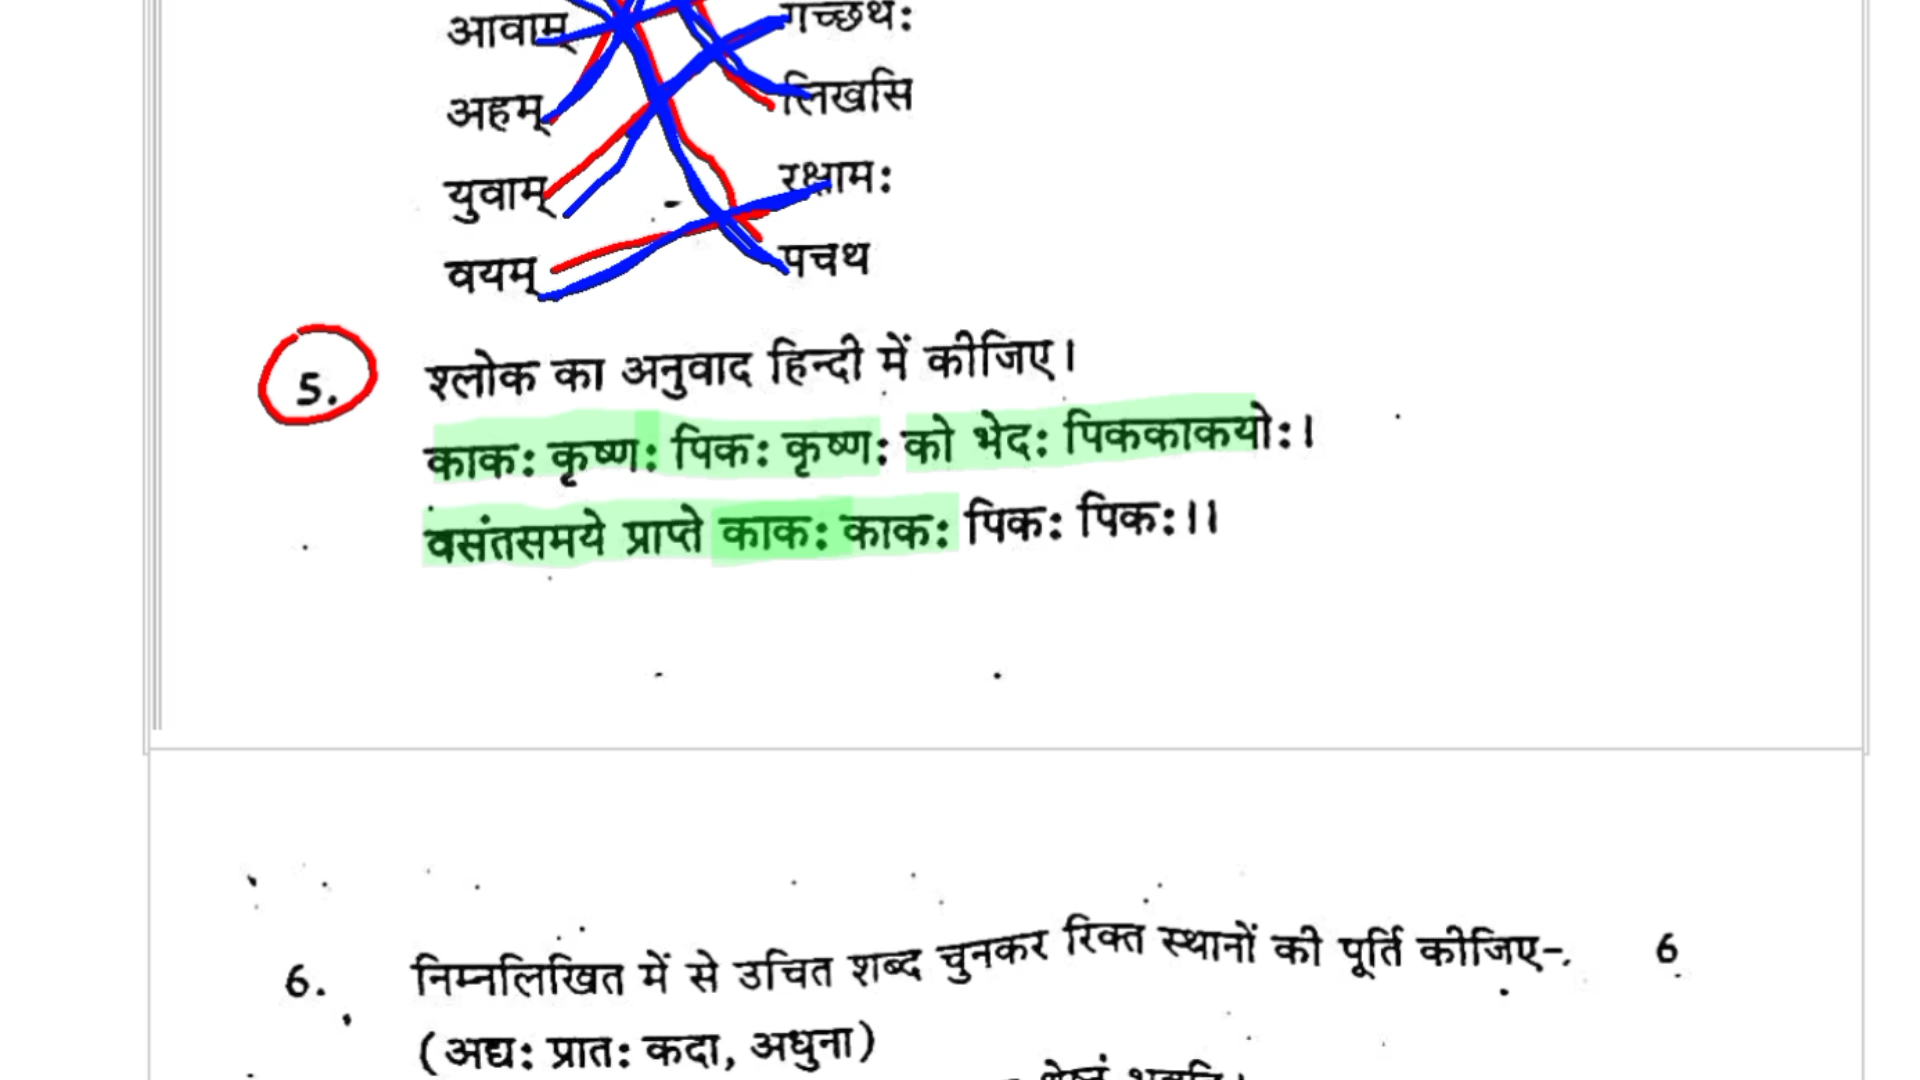 आवाम् गच्छथ:
अहम् लिखसि
युवाम् रक्षाम:
वयम् पचथ
5. श्लोक का अनुवाद हिन्दी में कीजिए।
काक: कृष्ण: पिक: कृष्ण: को भेद: पिककाकयो:।
वसंतसमये प्राप्ते काक: काक: पिक: पिक:।।
6. निम्नलिखित में से उचित शब्द चुनकर रिक्त स्थानों की पूर्ति कीजिए-. 6
(अद्य: प्रात: कदा, अधुना)